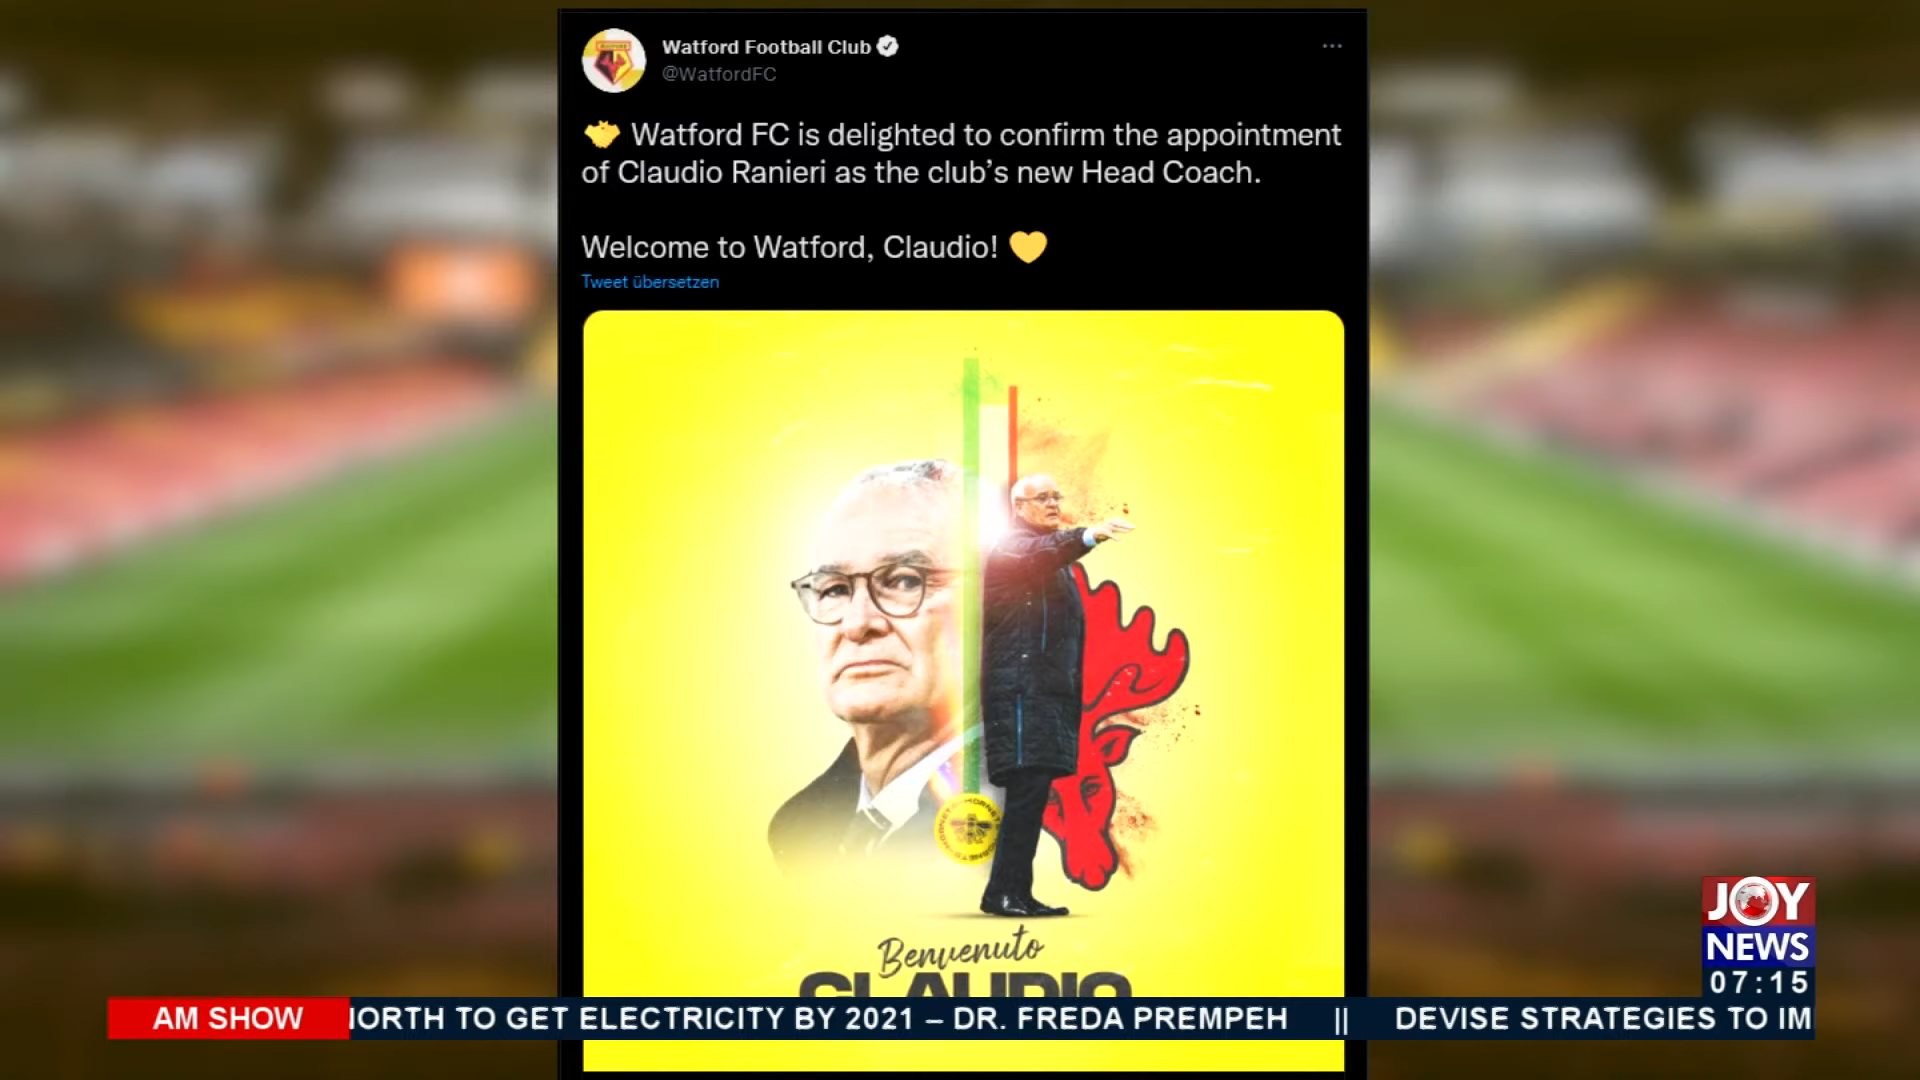 Watford Football Club
@WatfordFC
Watford FC is delighted to confirm the appointment
of Claudio Ranieri as the club’s new Head Coach.
Welcome to Watford, Claudio!
Tweet übersetzen
Benvenuto
CLAUDIO
JOY
NEWS
07:15
AM SHOW
NORTH TO GET ELECTRICITY BY 2021 – DR. FREDA PREMPEH || DEVISE STRATEGIES TO IM